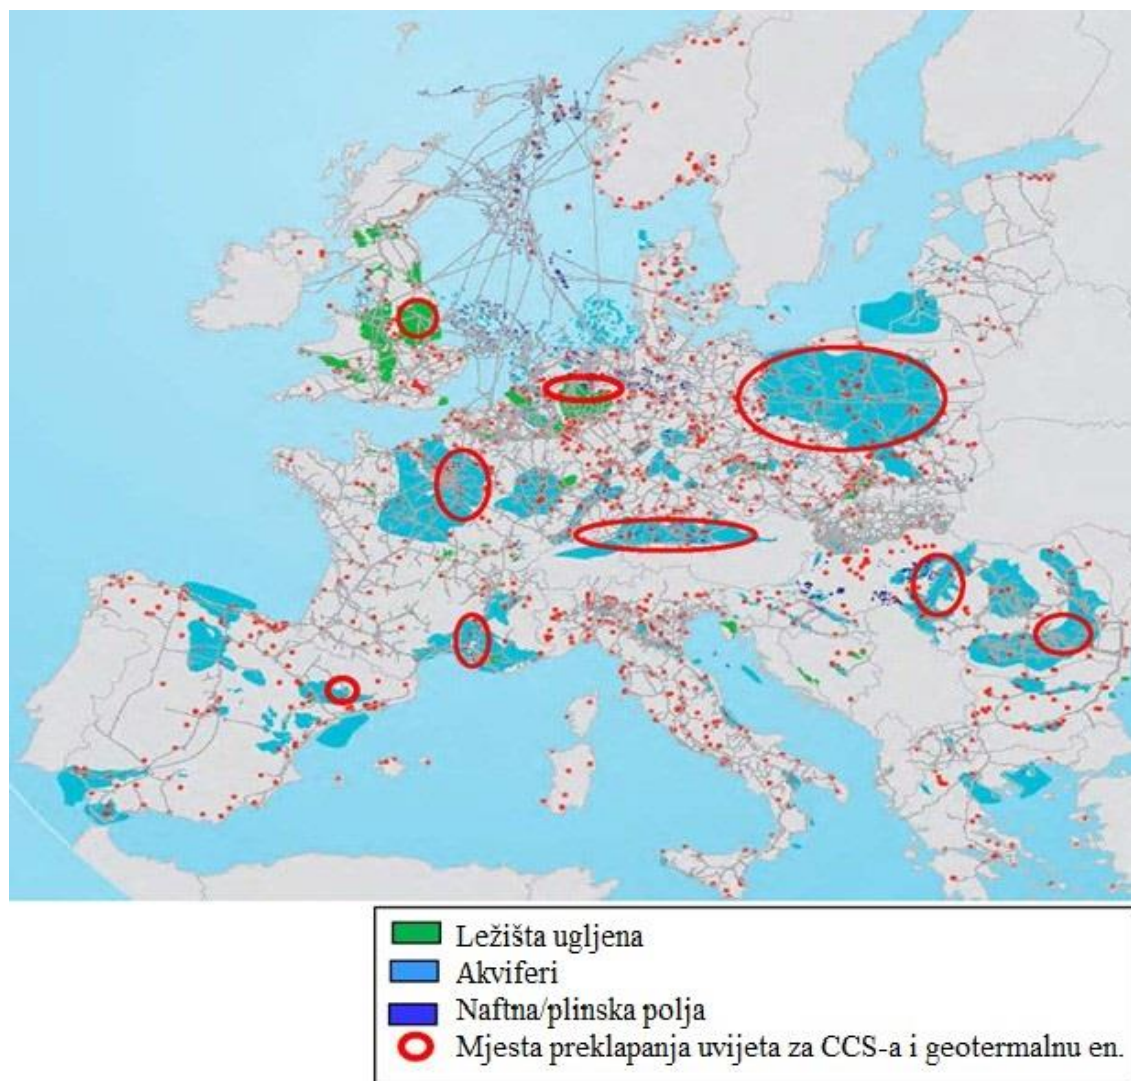 Ležišta ugljena
Akviferi
Naftna/plinska polja
Mjesta preklapanja uvijeta za CCS-a i geotermalnu en.